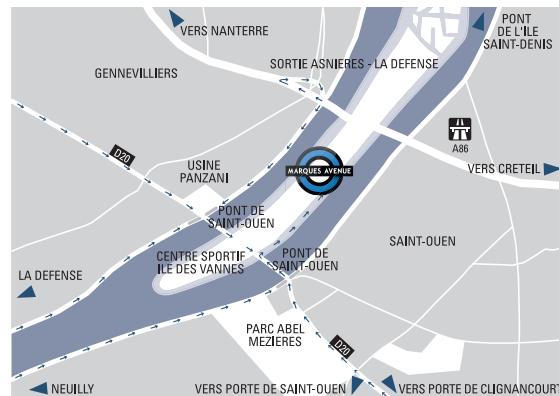 PONT
DE L'ÎLE
SAINT-DENIS
VERS NANTERRE
SORTIE ASNIERES - LA DEFENSE
GENNEVILLIERS
A86
D20
USINE
PANZANI
MARQUES AVENUE
VERS CRETEIL
PONT DE
SAINT-OUEN
SAINT-OUEN
CENTRE SPORTIF
ILE DES VANNES
PONT DE
SAINT-OUEN
LA DEFENSE
PARC ABEL
MEZIERES
D20
NEUILLY
VERS PORTE DE SAINT-OUEN
VERS PORTE DE CLIGNANCOURT